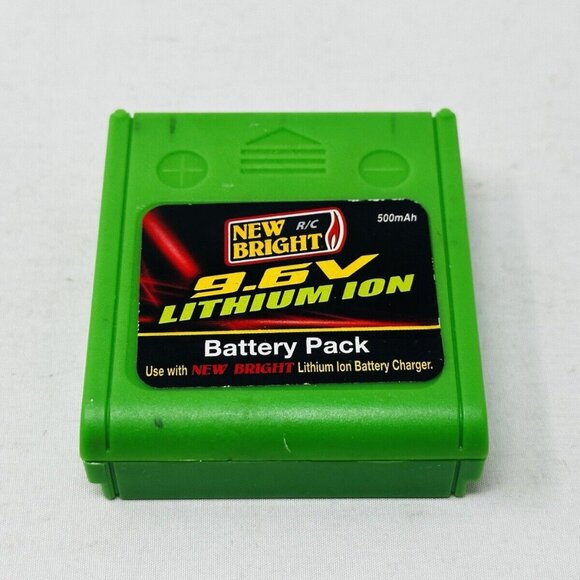 + -
NEW R/C
BRIGHT
500mAh
9.6V
LITHIUM ION
Battery Pack
Use with NEW BRIGHT Lithium Ion Battery Charger.